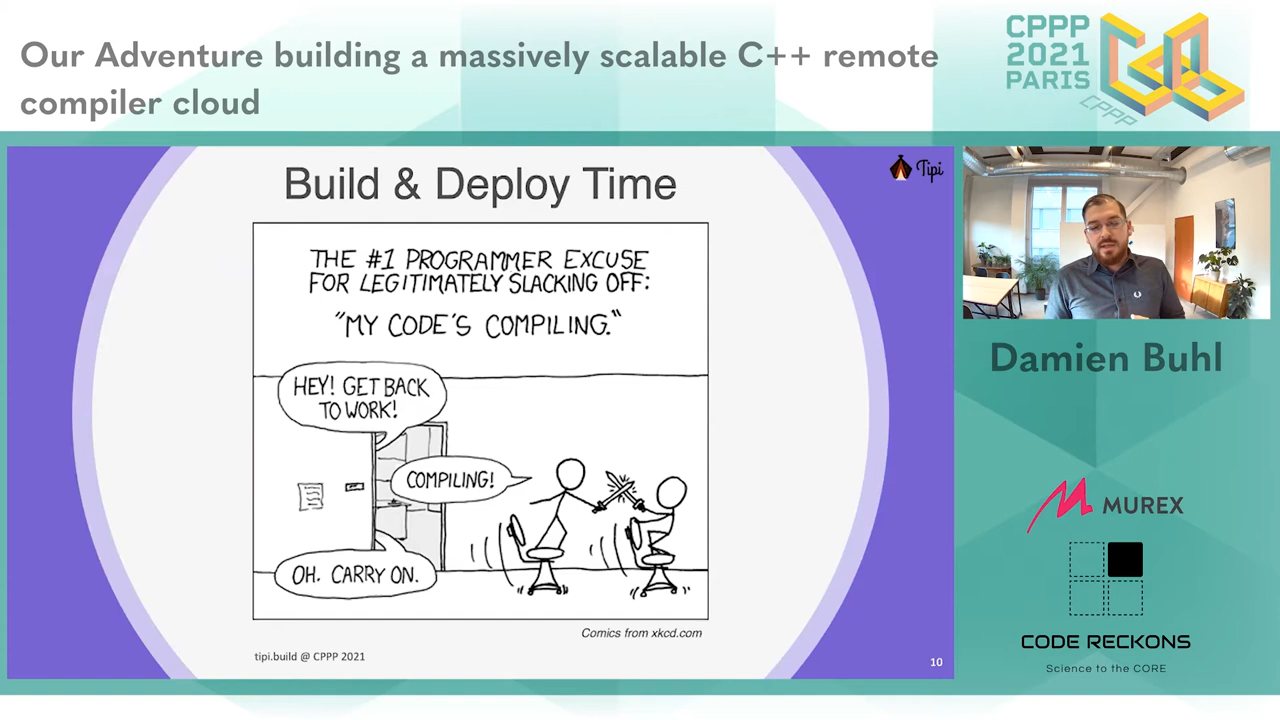 Our Adventure building a massively scalable C++ remote
compiler cloud
CPPP
2021
PARIS
CPPP
Build & Deploy Time
Tipi
THE #1 PROGRAMMER EXCUSE
FOR LEGITIMATELY SLACKING OFF:
"MY CODE'S COMPILING."
HEY! GET BACK
TO WORK!
COMPILING!
OH. CARRY ON.
Comics from xkcd.com
tipi.build @ CPPP 2021
10
Damien Buhl
MUREX
CODE RECKONS
Science to the CORE